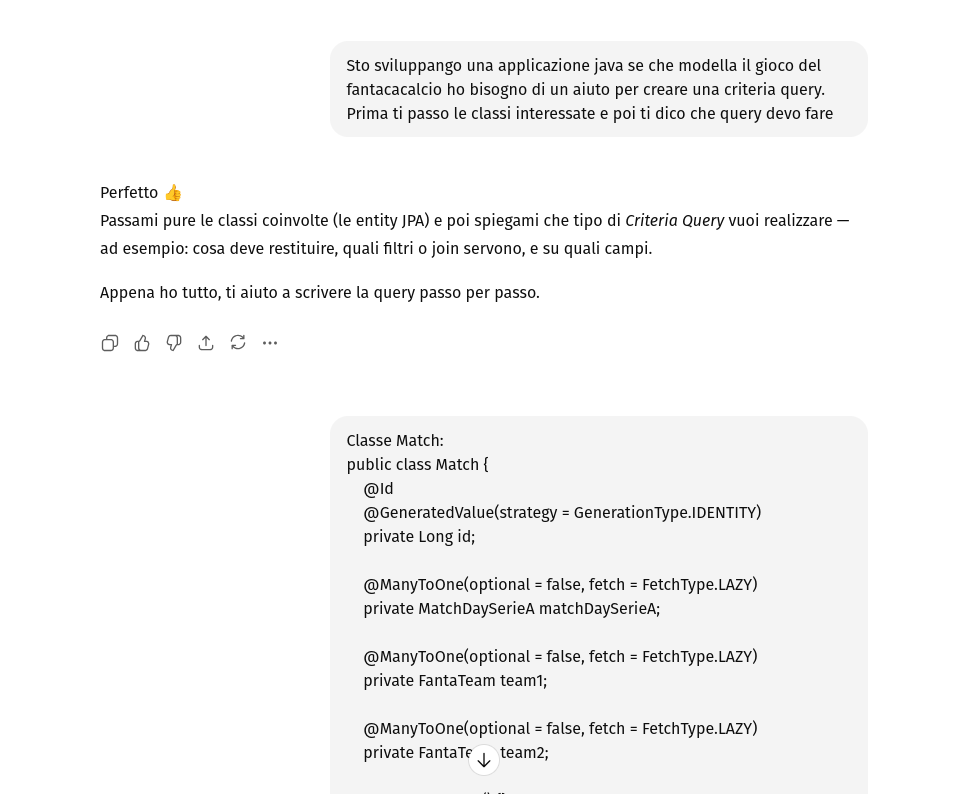 Sto sviluppango una applicazione java se che modella il gioco del
fantacacalcio ho bisogno di un aiuto per creare una criteria query.
Prima ti passo le classi interessate e poi ti dico che query devo fare
Perfetto 👍
Passami pure le classi coinvolte (le entity JPA) e poi spiegami che tipo di Criteria Query vuoi realizzare —
ad esempio: cosa deve restituire, quali filtri o join servono, e su quali campi.
Appena ho tutto, ti aiuto a scrivere la query passo per passo.
Classe Match:
public class Match {
@Id
@GeneratedValue(strategy = GenerationType.IDENTITY)
private Long id;
@ManyToOne(optional = false, fetch = FetchType.LAZY)
private MatchDaySerieA matchDaySerieA;
@ManyToOne(optional = false, fetch = FetchType.LAZY)
private FantaTeam team1;
@ManyToOne(optional = false, fetch = FetchType.LAZY)
private team2;